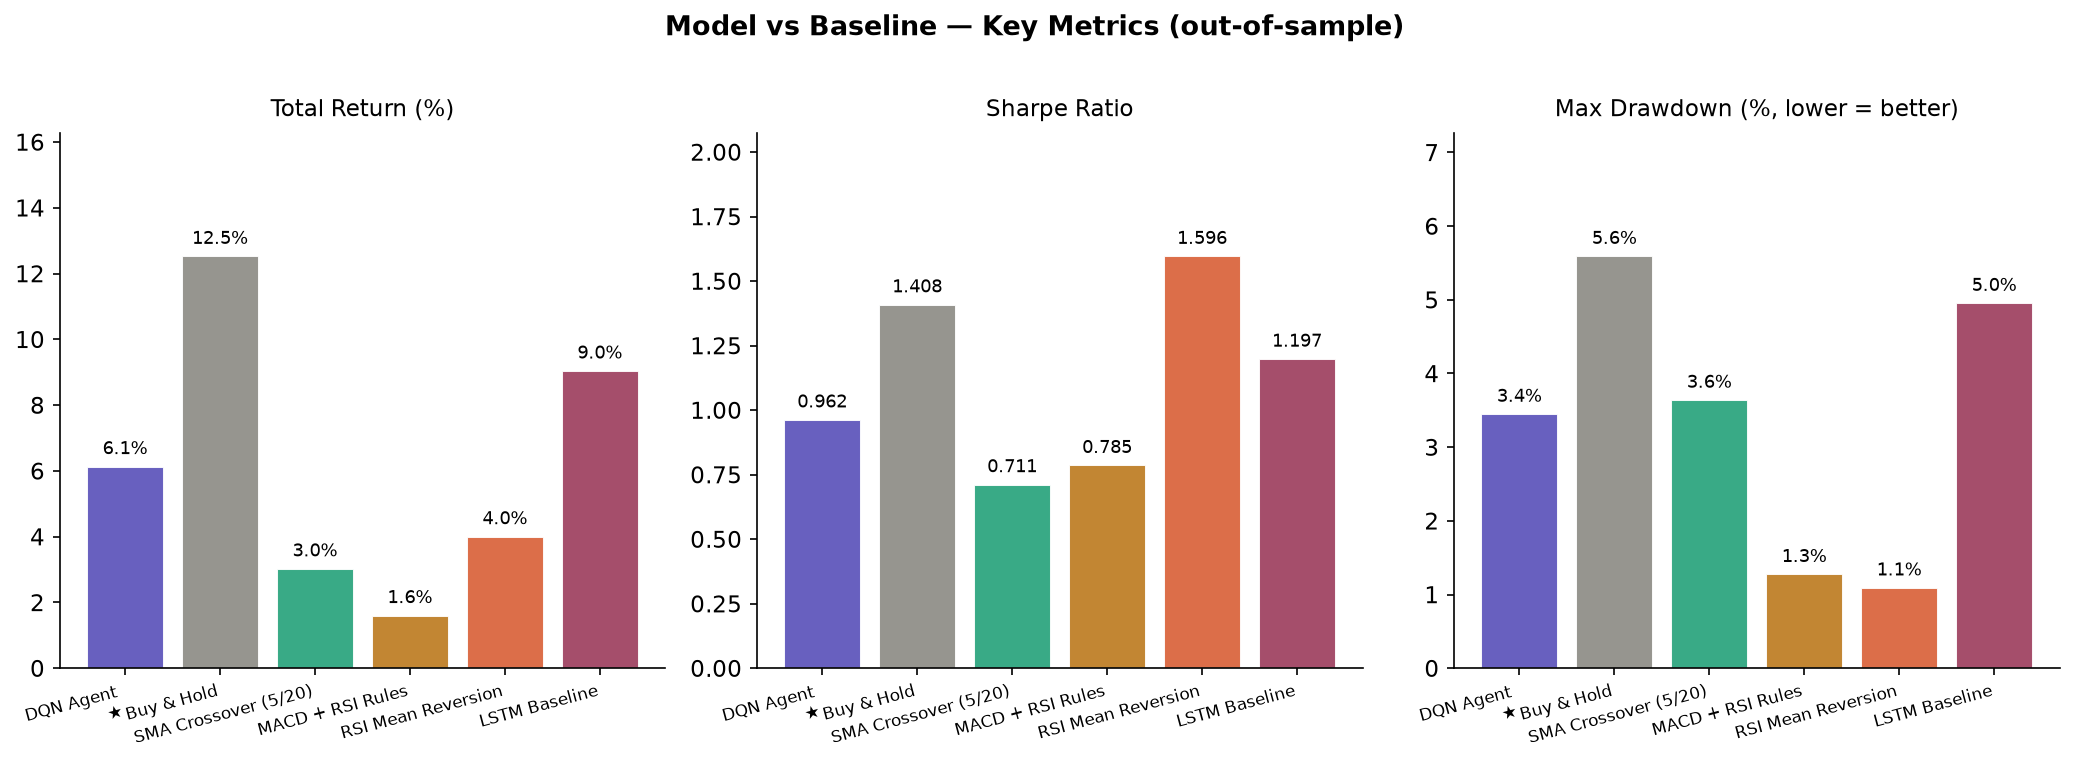 Model vs Baseline — Key Metrics (out-of-sample)
Total Return (%)
16
14
12
10
8
6
4
2
0
6.1%
12.5%
3.0%
1.6%
4.0%
9.0%
DQN Agent
★ Buy & Hold
SMA Crossover (5/20)
MACD + RSI Rules
RSI Mean Reversion
LSTM Baseline
Sharpe Ratio
2.00
1.75
1.50
1.25
1.00
0.75
0.50
0.25
0.00
0.962
1.408
0.711
0.785
1.596
1.197
DQN Agent
★ Buy & Hold
SMA Crossover (5/20)
MACD + RSI Rules
RSI Mean Reversion
LSTM Baseline
Max Drawdown (%, lower = better)
7
6
5
4
3
2
1
0
3.4%
5.6%
3.6%
1.3%
1.1%
5.0%
DQN Agent
★ Buy & Hold
SMA Crossover (5/20)
MACD + RSI Rules
RSI Mean Reversion
LSTM Baseline